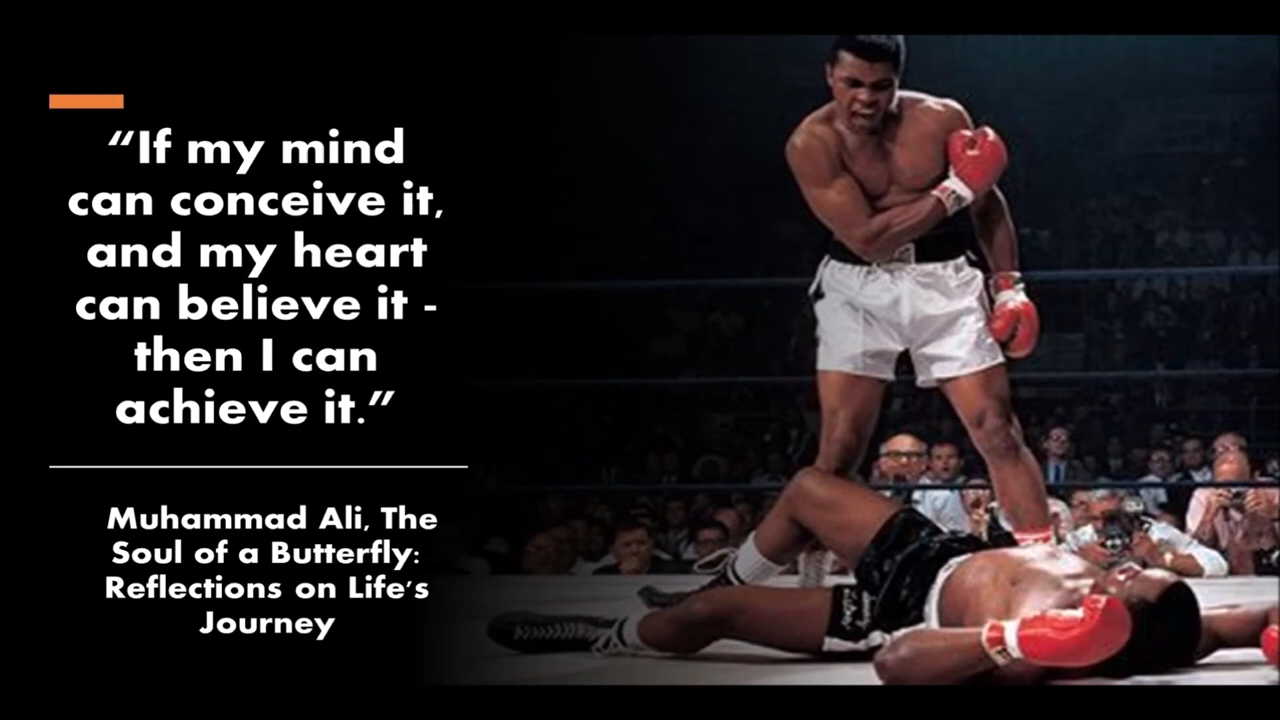 “If my mind
can conceive it,
and my heart
can believe it -
then I can
achieve it.”
Muhammad Ali, The
Soul of a Butterfly:
Reflections on Life’s
Journey